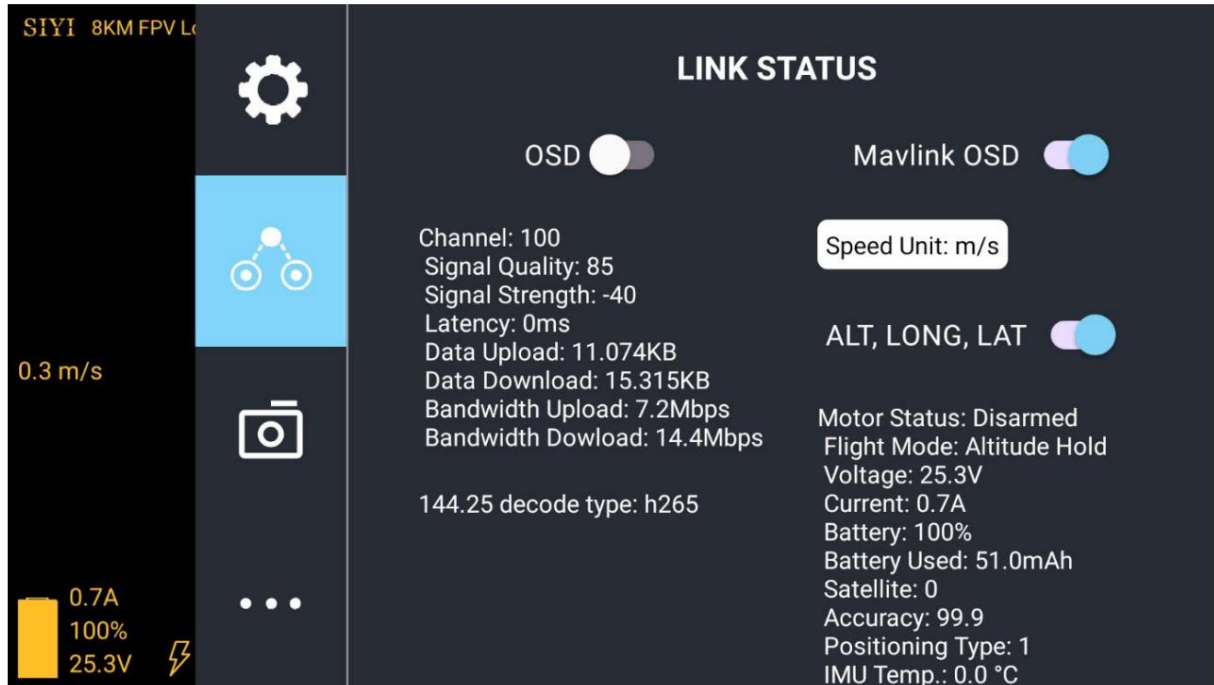 SIYI 8KM FPV Lo
0.3 m/s
0.7A
100%
25.3V
LINK STATUS
OSD
Mavlink OSD
Channel: 100
Signal Quality: 85
Signal Strength: -40
Latency: 0ms
Data Upload: 11.074KB
Data Download: 15.315KB
Bandwidth Upload: 7.2Mbps
Bandwidth Dowload: 14.4Mbps
144.25 decode type: h265
Speed Unit: m/s
ALT, LONG, LAT
Motor Status: Disarmed
Flight Mode: Altitude Hold
Voltage: 25.3V
Current: 0.7A
Battery: 100%
Battery Used: 51.0mAh
Satellite: 0
Accuracy: 99.9
Positioning Type: 1
IMU Temp.: 0.0 °C